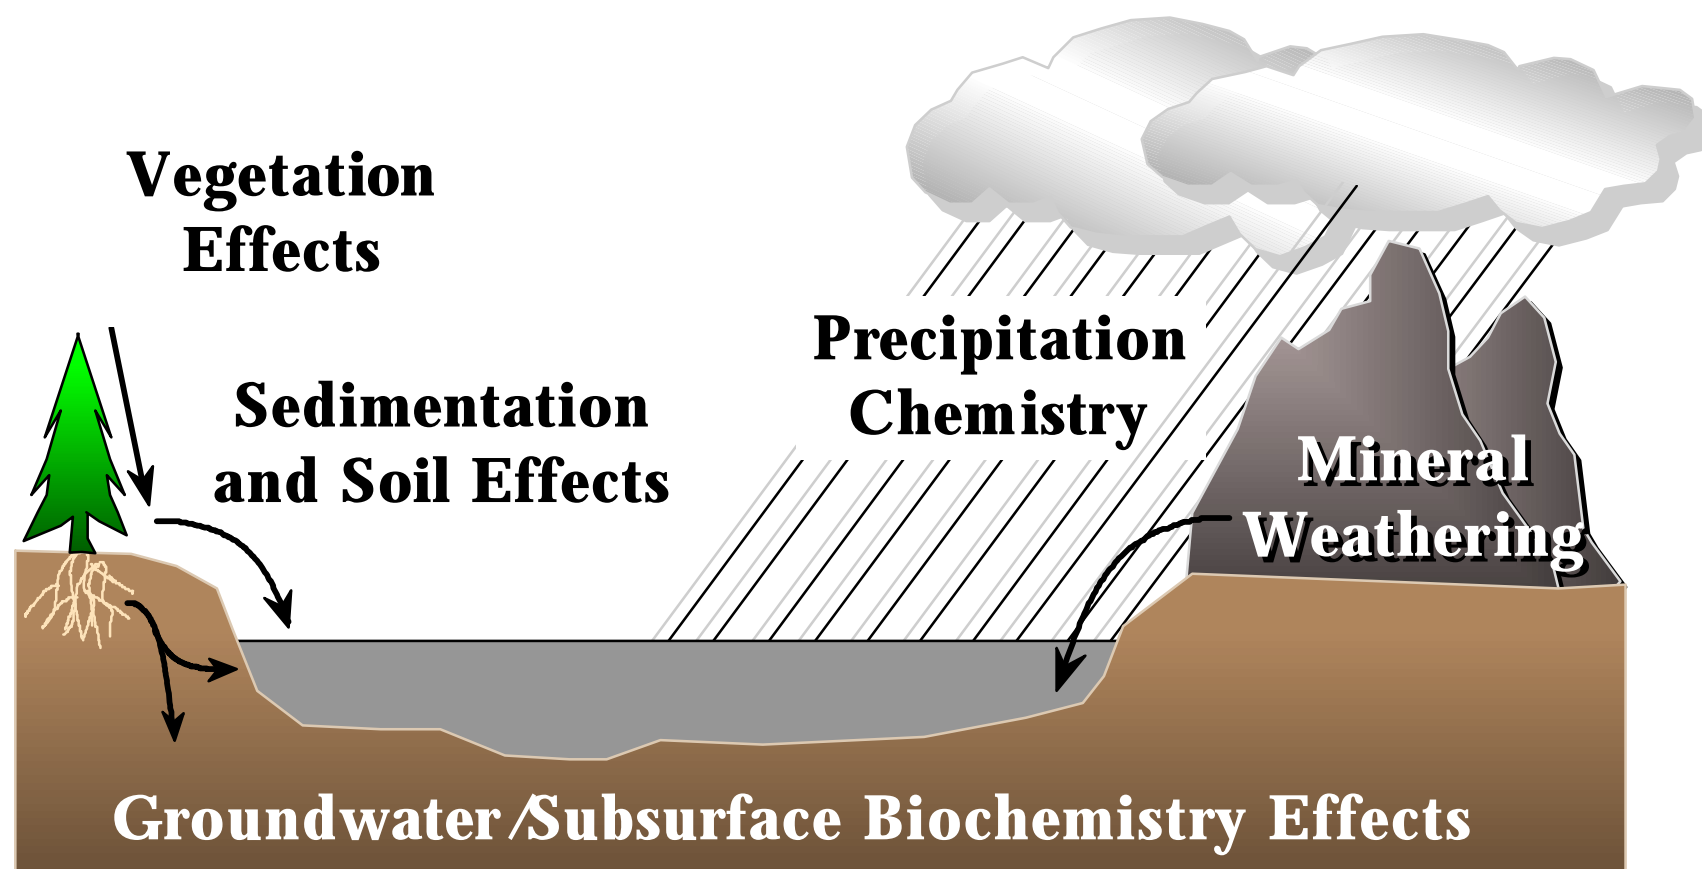 Vegetation
Effects
Sedimentation
and Soil Effects
Precipitation
Chemistry
Mineral
Weathering
Groundwater/Subsurface Biochemistry Effects